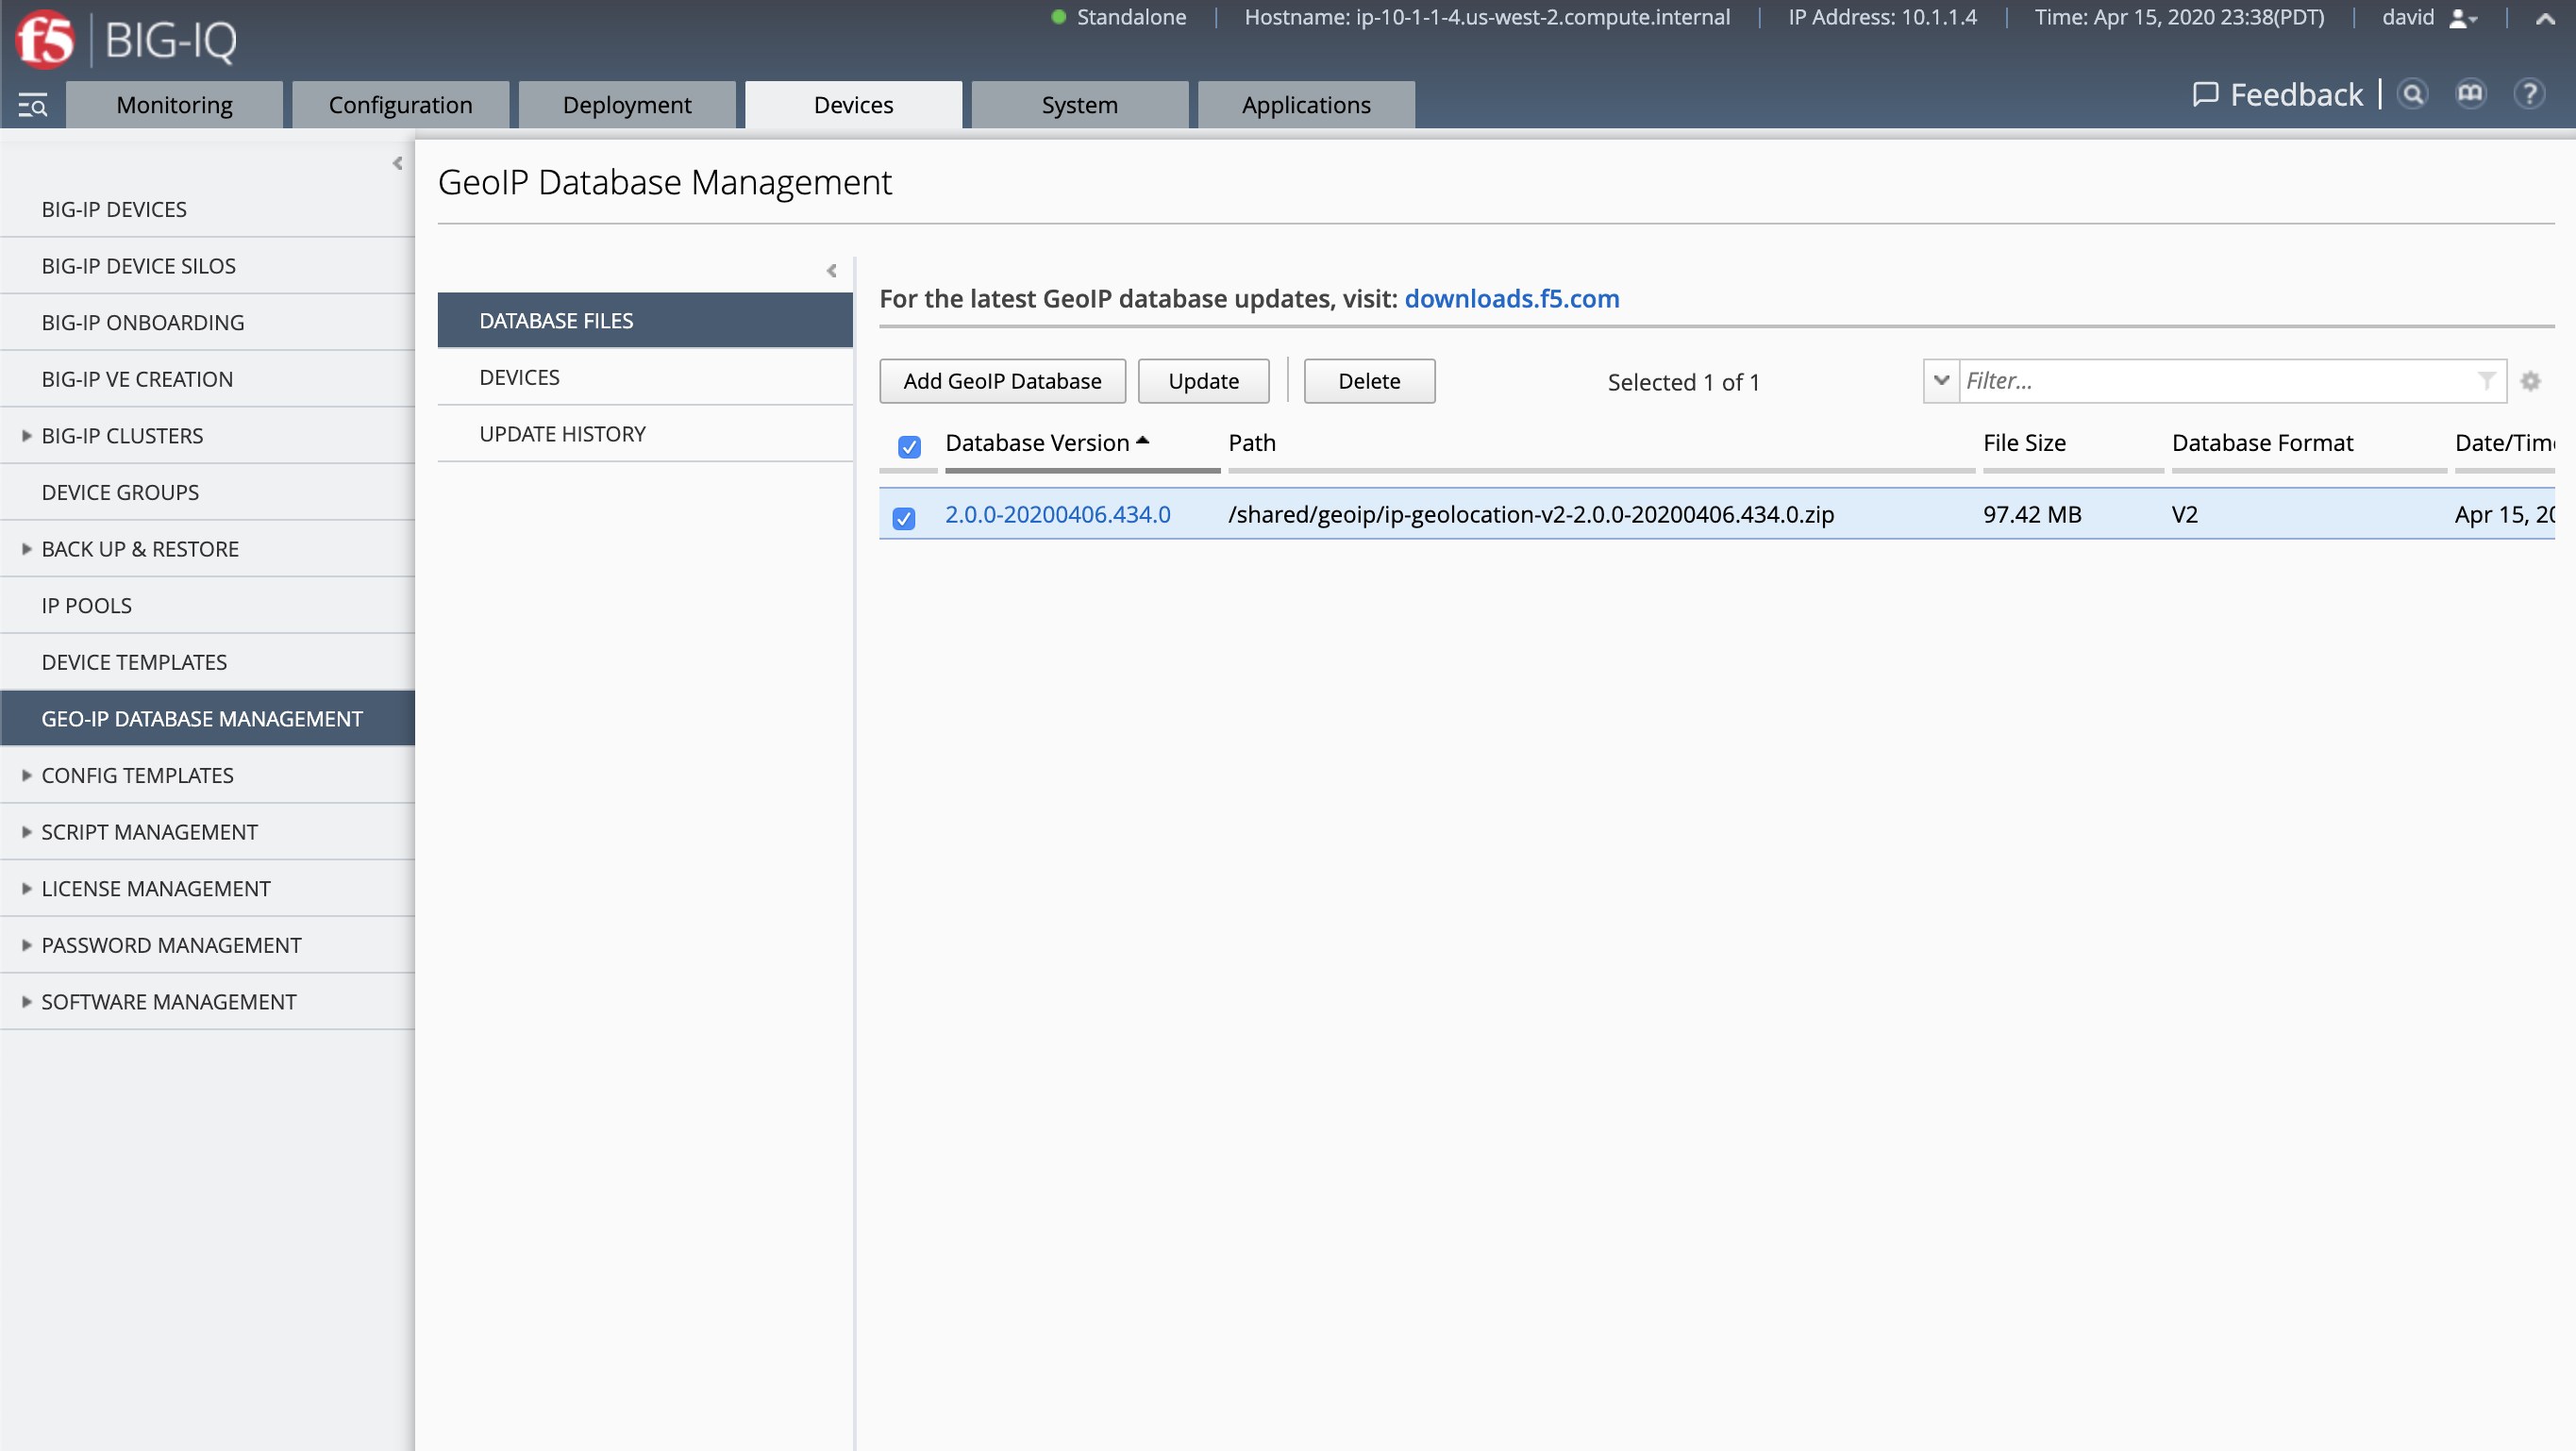 Standalone | Hostname: ip-10-1-1-4.us-west-2.compute.internal | IP Address: 10.1.1.4 | Time: Apr 15, 2020 23:38(PDT) | david
f5 BIG-IQ
Monitoring Configuration Deployment Devices System Applications Feedback | ?
BIG-IP DEVICES
BIG-IP DEVICE SILOS
BIG-IP ONBOARDING
BIG-IP VE CREATION
BIG-IP CLUSTERS
DEVICE GROUPS
BACK UP & RESTORE
IP POOLS
DEVICE TEMPLATES
GEO-IP DATABASE MANAGEMENT
CONFIG TEMPLATES
SCRIPT MANAGEMENT
LICENSE MANAGEMENT
PASSWORD MANAGEMENT
SOFTWARE MANAGEMENT
GeoIP Database Management
DATABASE FILES
DEVICES
UPDATE HISTORY
For the latest GeoIP database updates, visit: downloads.f5.com
Add GeoIP Database Update Delete Selected 1 of 1 Filter...
Database Version Path File Size Database Format Date/Tim
2.0.0-20200406.434.0 /shared/geoip/ip-geolocation-v2-2.0.0-20200406.434.0.zip 97.42 MB V2 Apr 15, 20